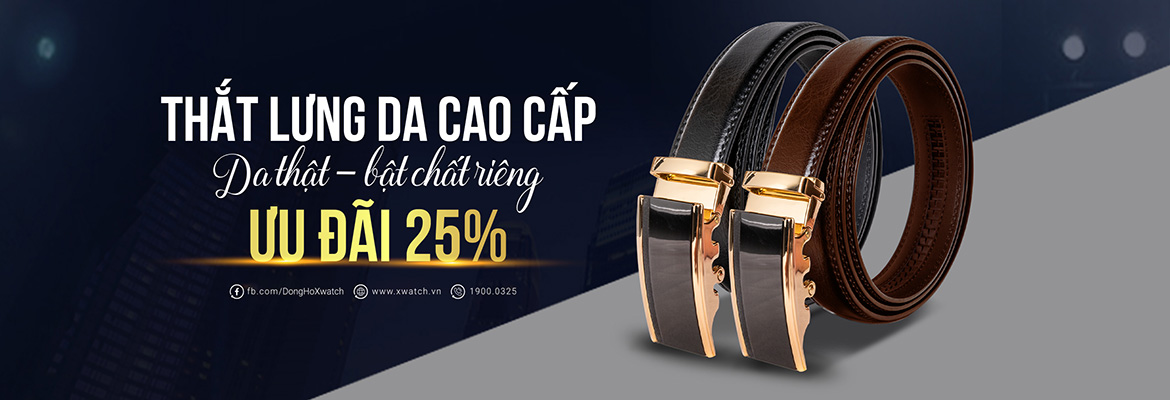 THẮT LƯNG DA CAO CẤP
Da thật – bật chất riêng
ƯU ĐÃI 25%
fb.com/DongHoXwatch www.xwatch.vn 1900.0325